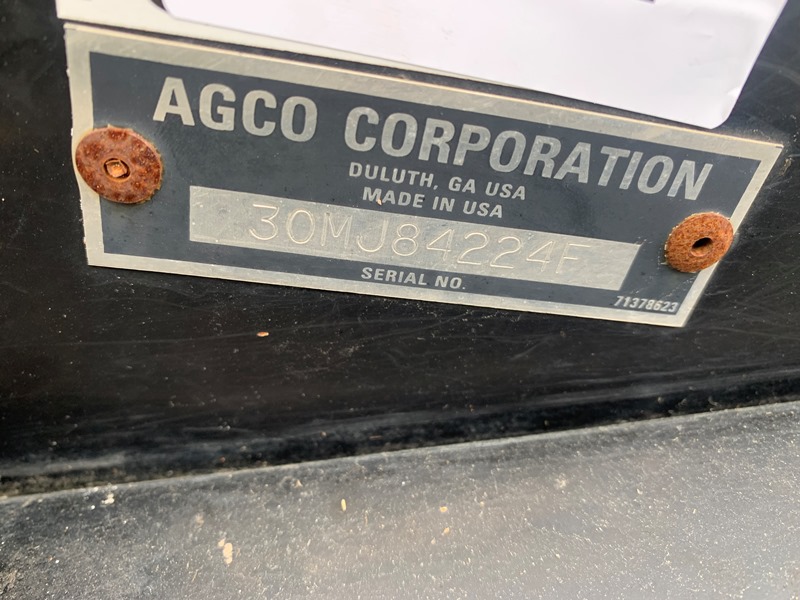 AGCO CORPORATION
DULUTH, GA USA
MADE IN USA
30MJ84224F
SERIAL NO.
71378623